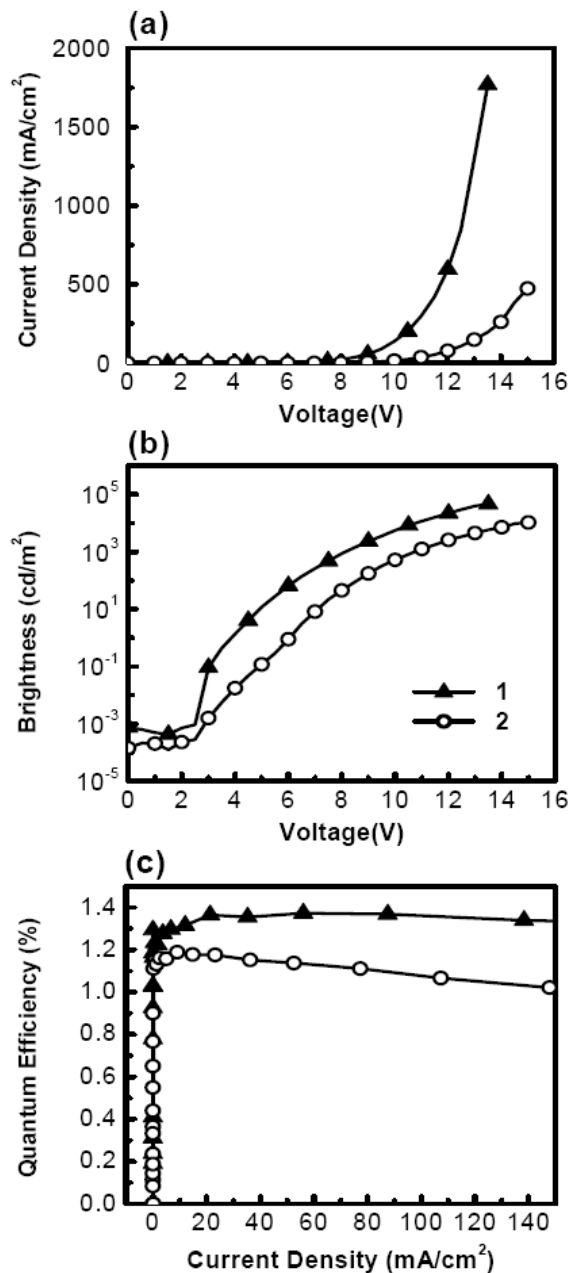 (a)
2000
1500
1000
500
0
Current Density (mA/cm²)
0 2 4 6 8 10 12 14 16
Voltage(V)
(b)
10⁵
10³
10¹
10⁻¹
10⁻³
10⁻⁵
Brightness (cd/m²)
1
2
0 2 4 6 8 10 12 14 16
Voltage(V)
(c)
1.4
1.2
1.0
0.8
0.6
0.4
0.2
0.0
Quantum Efficiency (%)
0 20 40 60 80 100 120 140
Current Density (mA/cm²)